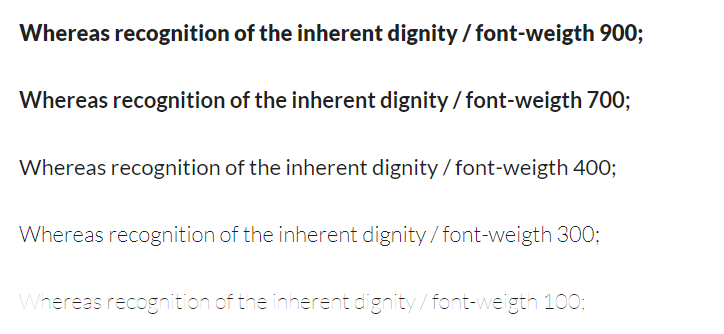 Whereas recognition of the inherent dignity / font-weigth 900;
Whereas recognition of the inherent dignity / font-weigth 700;
Whereas recognition of the inherent dignity / font-weigth 400;
Whereas recognition of the inherent dignity / font-weigth 300;
Whereas recognition of the inherent dignity / font-weigth 100;